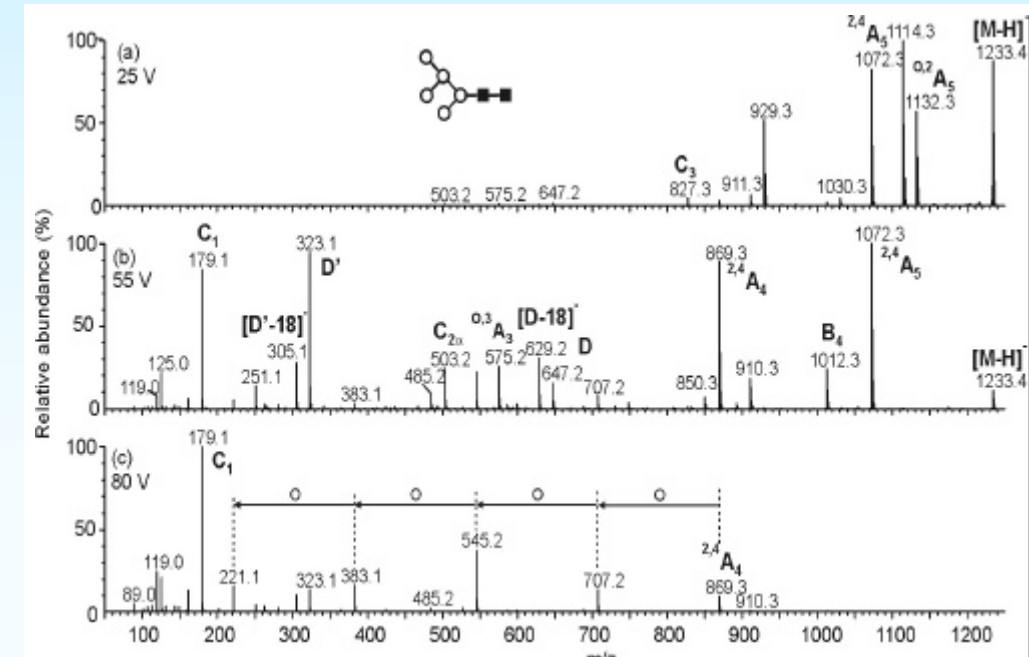 Relative abundance (%)
(a)
25 V
100
50
0
503.2 575.2 647.2
C3
827.3
911.3
929.3
1030.3
2,4A5
1072.3
1114.3
0,2A5
1132.3
[M-H]-
1233.4
(b)
55 V
100
50
0
119.0
125.0
C1
179.1
251.1
[D'-18]-
305.1
323.1
D'
383.1
485.2
C2α
503.2
0,3A3
575.2
[D-18]-
629.2
D
647.2
707.2
850.3
869.3
2,4A4
910.3
B4
1012.3
1072.3
2,4A5
[M-H]-
1233.4
(c)
80 V
100
50
0
89.0
119.0
179.1
C1
O O O O
221.1
323.1
383.1
485.2
545.2
707.2
2,4A4
869.3
910.3
100 200 300 400 500 600 700 800 900 1000 1100 1200